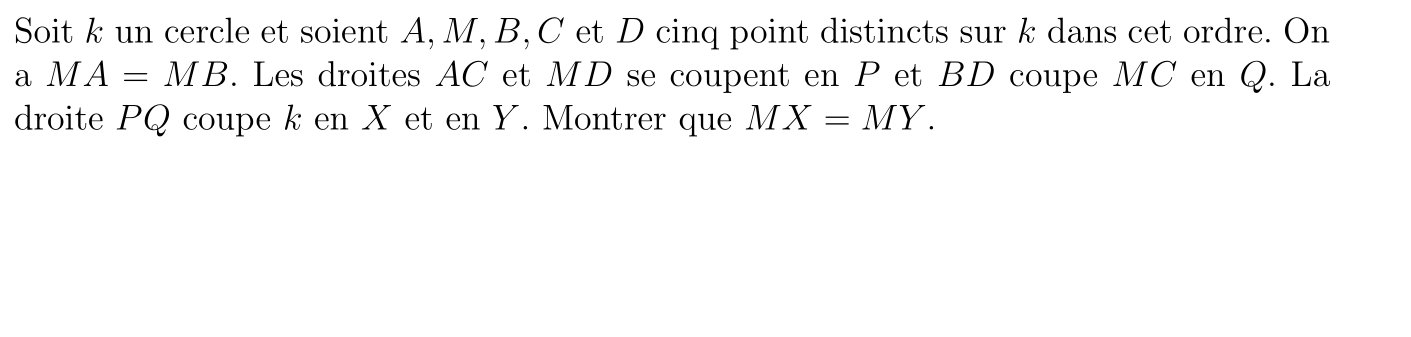 Soit k un cercle et soient A, M, B, C et D cinq point distincts sur k dans cet ordre. On
a MA = MB. Les droites AC et MD se coupent en P et BD coupe MC en Q. La
droite PQ coupe k en X et en Y. Montrer que MX = MY.